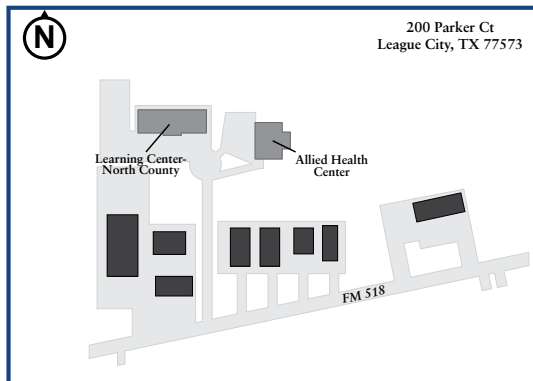 N
200 Parker Ct
League City, TX 77573
Learning Center-
North County
Allied Health
Center
FM 518